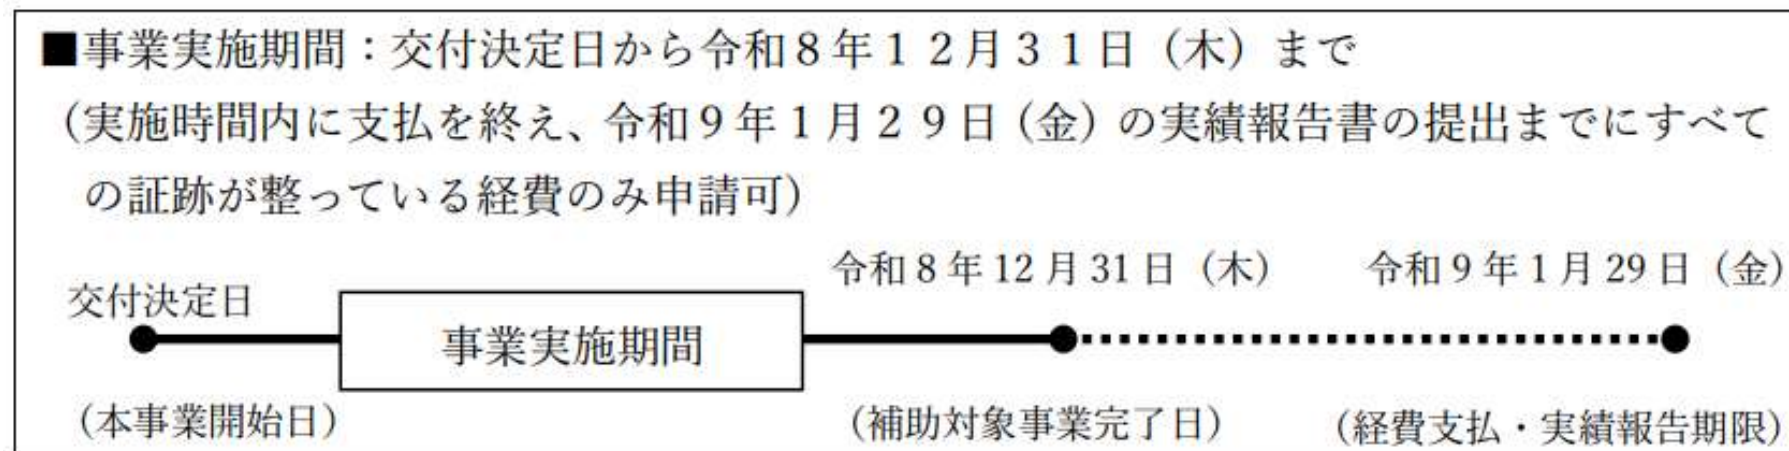 ■事業実施期間：交付決定日から令和８年１２月３１日（木）まで
（実施時間内に支払を終え、令和９年１月２９日（金）の実績報告書の提出までにすべて
の証跡が整っている経費のみ申請可）
令和 8 年 12 月 31 日（木）
令和 9 年 1 月 29 日（金）
交付決定日
事業実施期間
（本事業開始日）
（補助対象事業完了日）
（経費支払・実績報告期限）